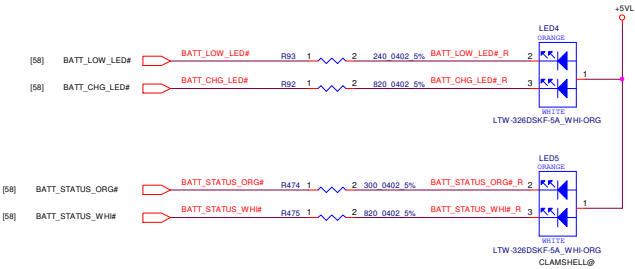 +5VL
LED4
ORANGE
[58] BATT_LOW_LED# BATT_LOW_LED# R93 1 2 240_0402_5% BATT_LOW_LED#_R 2
[58] BATT_CHG_LED# BATT_CHG_LED# R92 1 2 820_0402_5% BATT_CHG_LED#_R 3 1
WHITE
LTW-326DSKF-5A_WHI-ORG
LED5
ORANGE
[58] BATT_STATUS_ORG# BATT_STATUS_ORG# R474 1 2 300_0402_5% BATT_STATUS_ORG#_R 2
[58] BATT_STATUS_WHI# BATT_STATUS_WHI# R475 1 2 820_0402_5% BATT_STATUS_WHI#_R 3 1
WHITE
LTW-326DSKF-5A_WHI-ORG
CLAMSHELL@